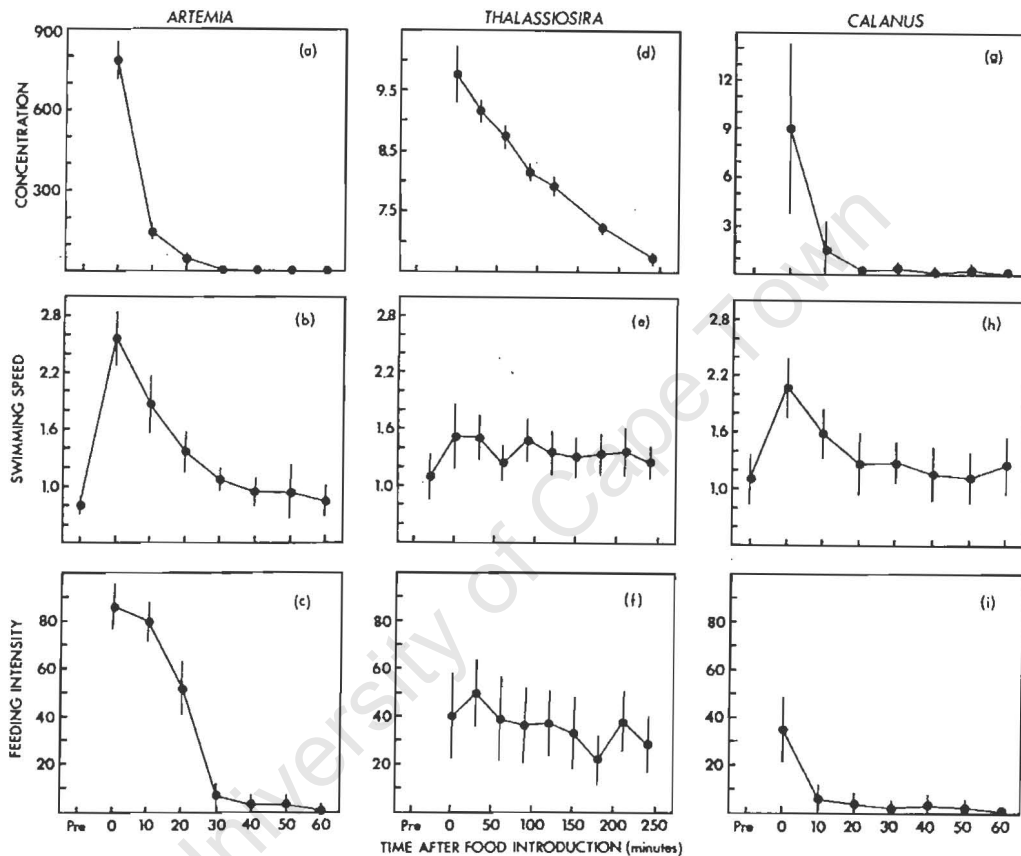 ARTEMIA THALASSIOSIRA CALANUS
(a) (d) (g)
CONCENTRATION
900
600
300
9.5
8.5
7.5
12
9
6
3
(b) (e) (h)
SWIMMING SPEED
2.8
2.2
1.6
1.0
2.8
2.2
1.6
1.0
2.8
2.2
1.6
1.0
(c) (f) (i)
FEEDING INTENSITY
80
60
40
20
80
60
40
20
80
60
40
20
Pre 0 10 20 30 40 50 60
Pre 0 50 100 150 200 250
Pre 0 10 20 30 40 50 60
TIME AFTER FOOD INTRODUCTION (minutes)
University of Cape Town